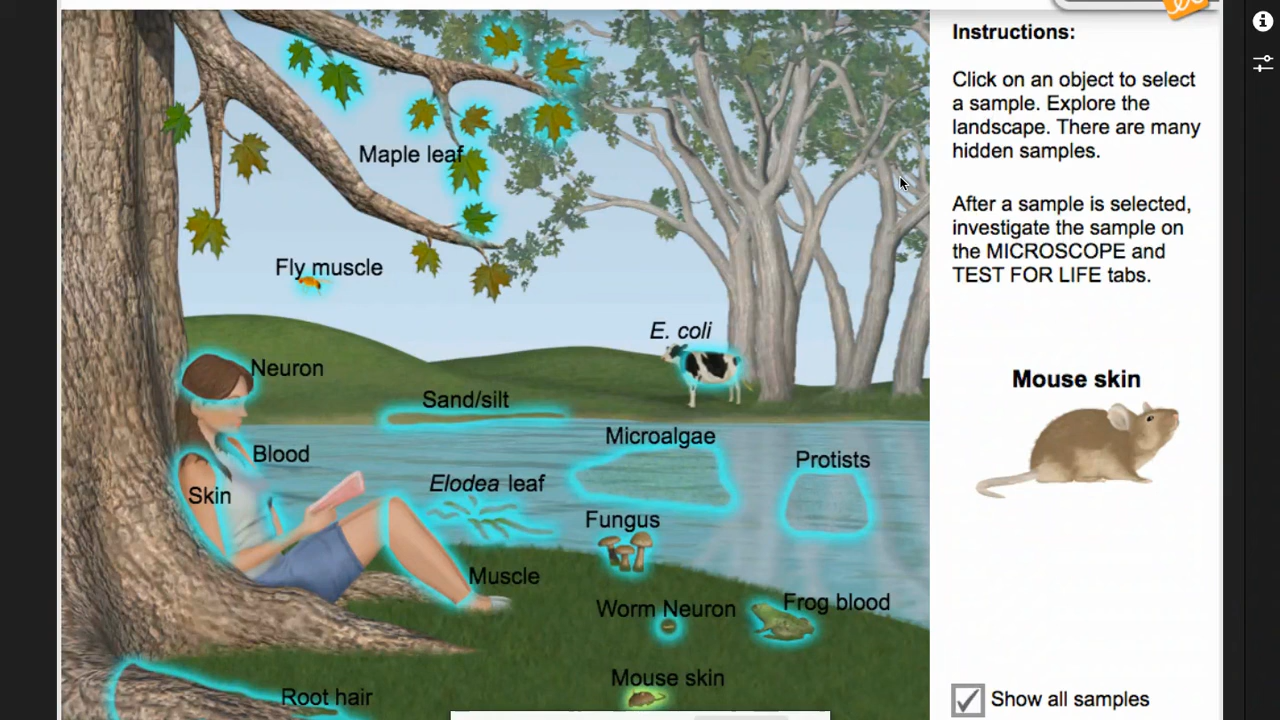 Instructions:
Click on an object to select
a sample. Explore the
landscape. There are many
hidden samples.
After a sample is selected,
investigate the sample on
the MICROSCOPE and
TEST FOR LIFE tabs.
Mouse skin
Show all samples
Maple leaf
Fly muscle
E. coli
Neuron
Sand/silt
Microalgae
Blood
Protists
Elodea leaf
Skin
Fungus
Muscle
Worm Neuron
Frog blood
Mouse skin
Root hair